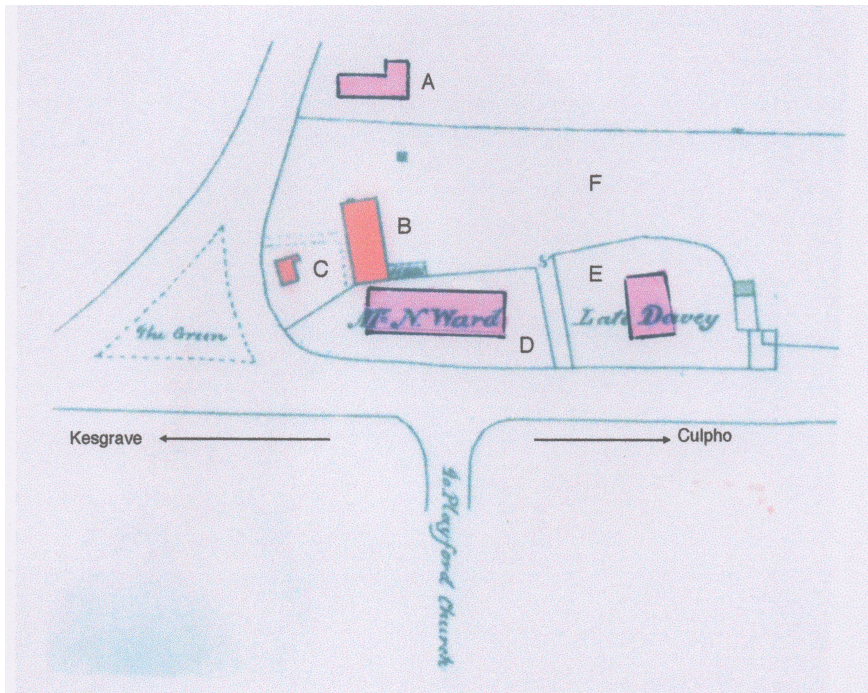 A
F
B
C
E
Mr. N. Ward
Late Davey
The Green
D
Kesgrave
Culpho
To Playford Church